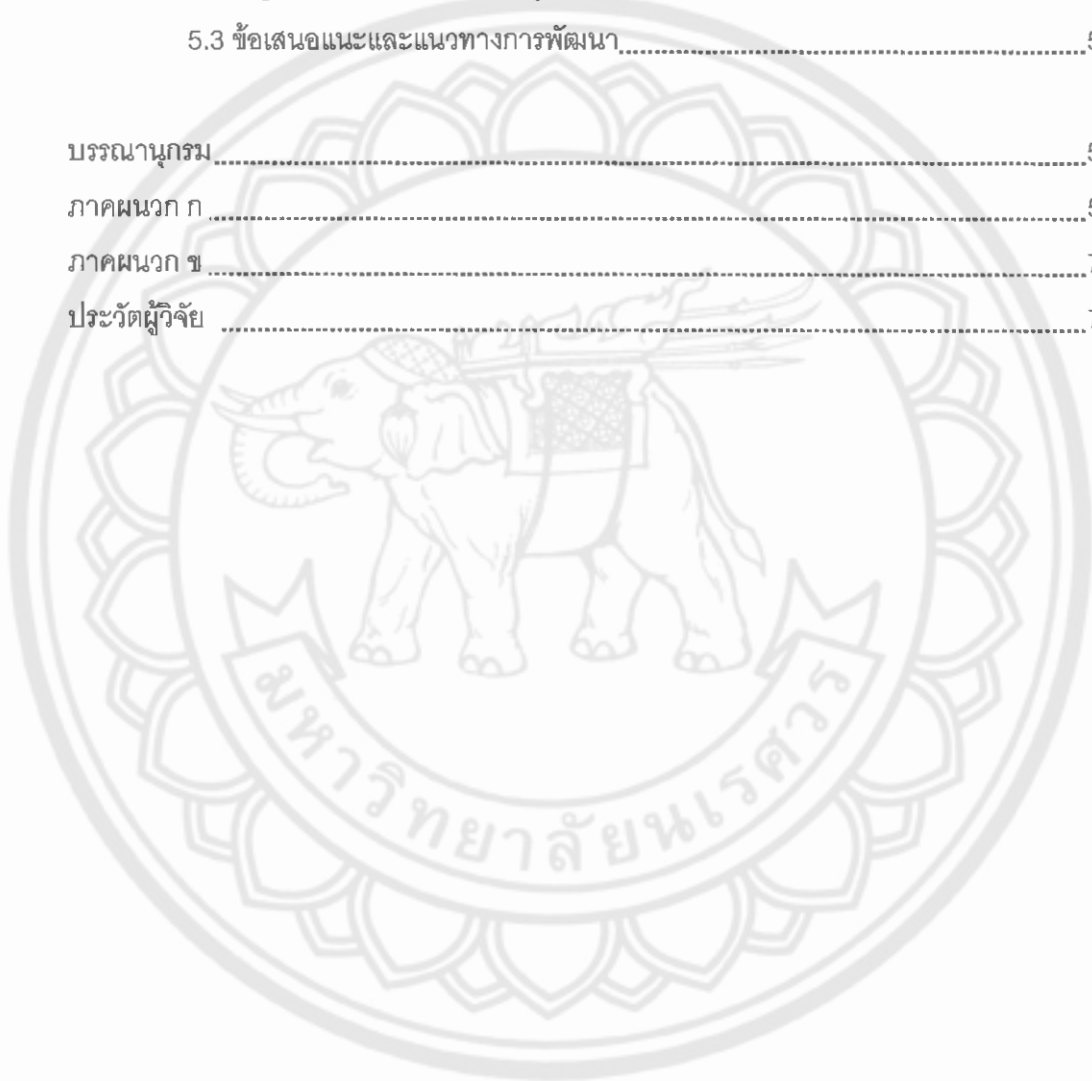 5.3 ข้อเสนอแนะและแนวทางการพัฒนา
บรรณานุกรม
ภาคผนวก ก
ภาคผนวก ข
ประวัตผู้วิจัย
มหาวิทยาลัยนเรศวร